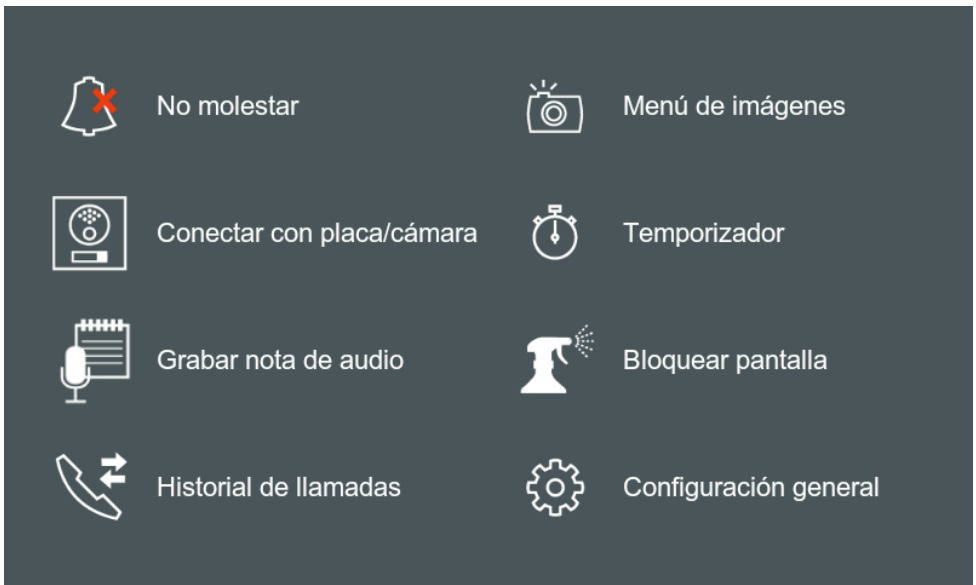 No molestar
Menú de imágenes
Conectar con placa/cámara
Temporizador
Grabar nota de audio
Bloquear pantalla
Historial de llamadas
Configuración general